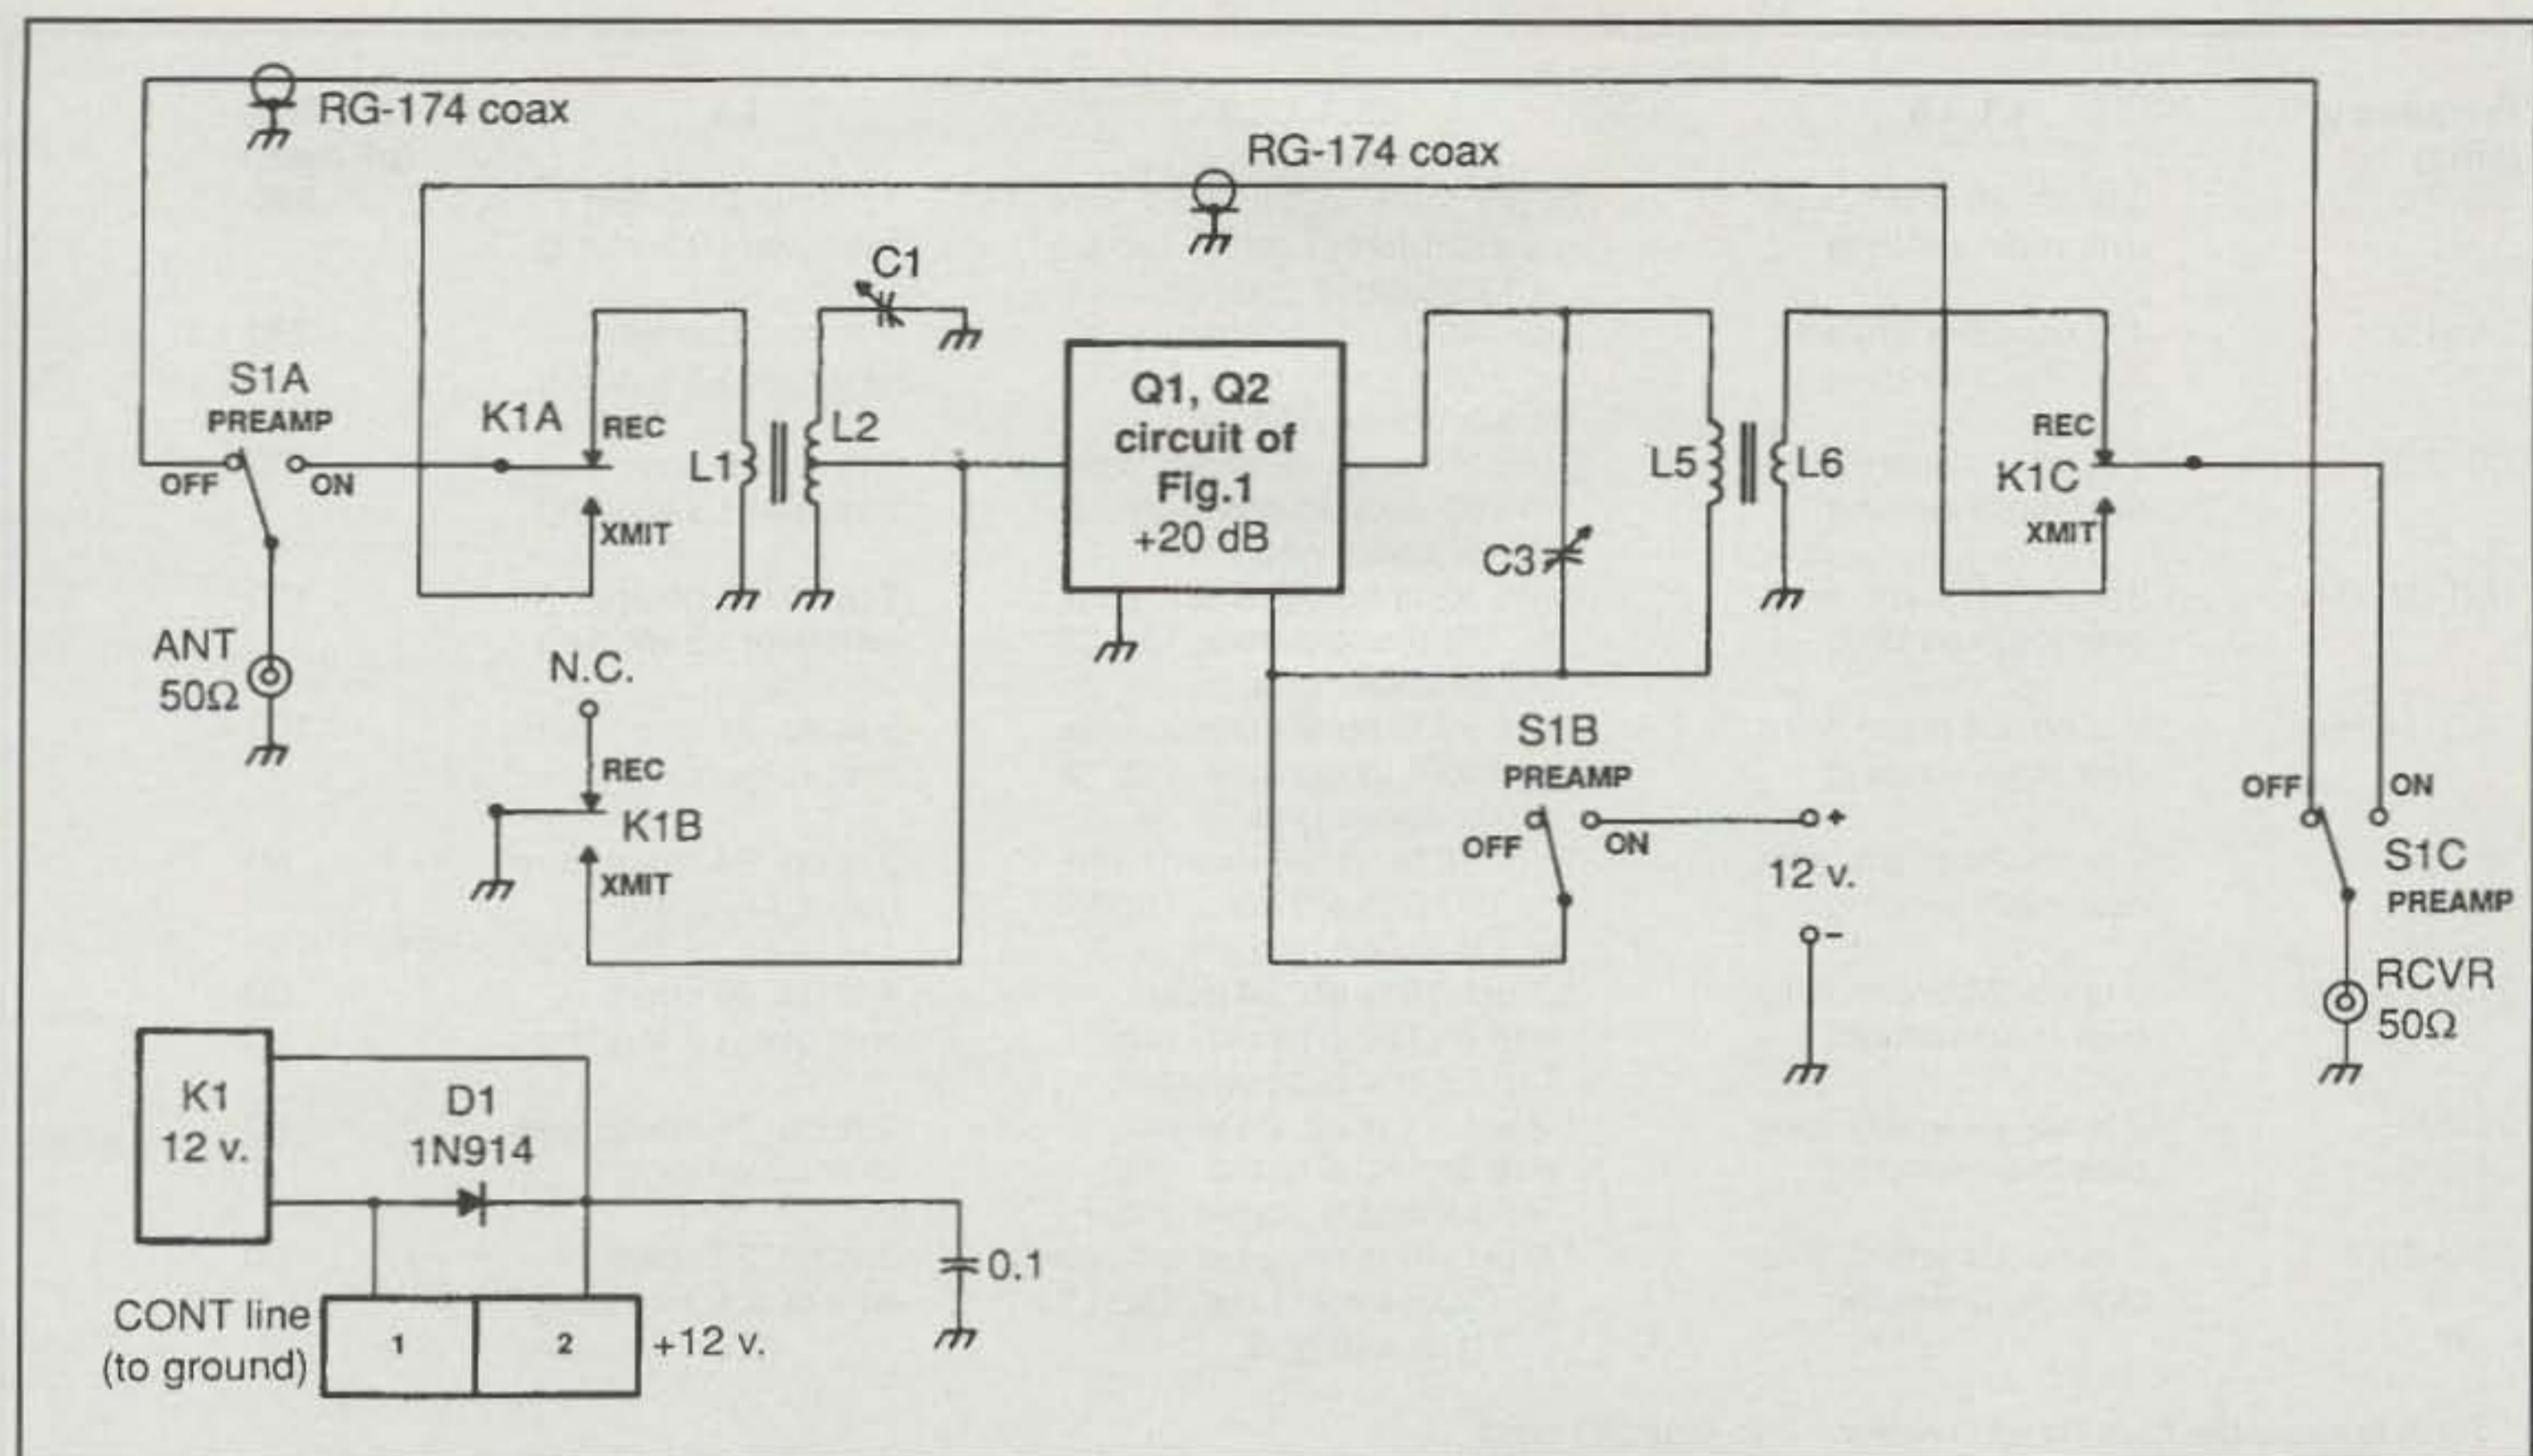 RG-174 coax
RG-174 coax
C1
S1A
PREAMP
OFF
ON
K1A
REC
XMIT
L1
L2
Q1, Q2
circuit of
Fig.1
+20 dB
C3
L5
L6
REC
K1C
XMIT
ANT
50Ω
N.C.
REC
K1B
XMIT
S1B
PREAMP
OFF
ON
+
12 v.
-
OFF
ON
S1C
PREAMP
RCVR
50Ω
K1
12 v.
D1
1N914
0.1
CONT line
(to ground)
1
2
+12 v.